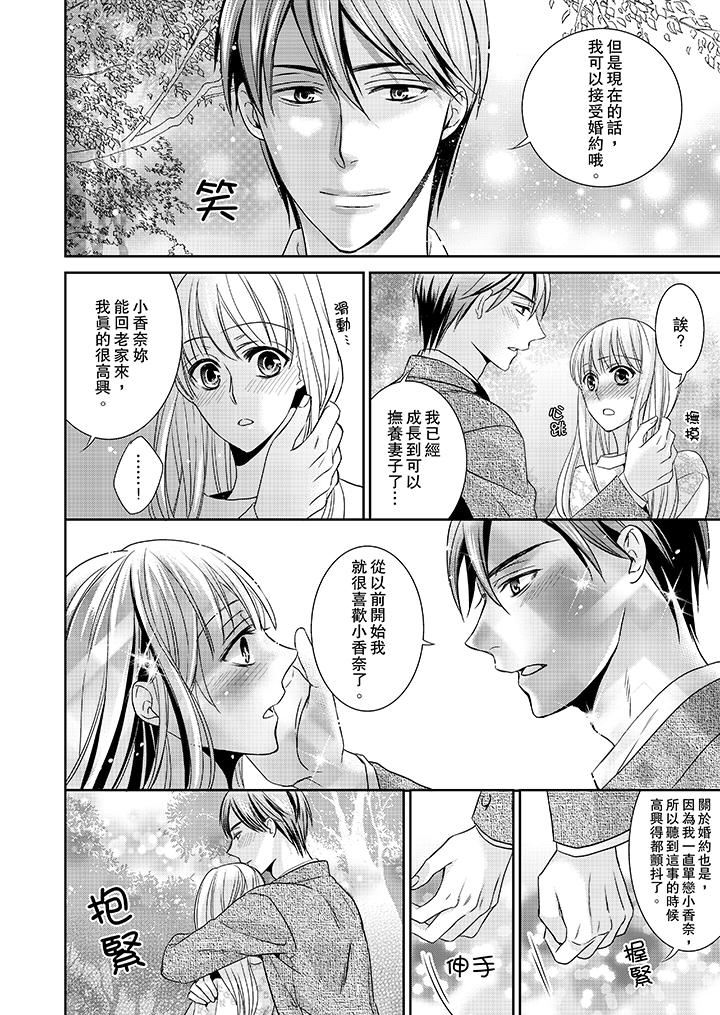 但是現在的話，
我可以接受婚約哦。
笑
誒？
撫摸
心跳
我已經
成長到可以
撫養妻子了⋯
滑動⋯
小香奈妳
能回老家來，
我真的很高興。
⋯⋯！
從以前開始我
就很喜歡小香奈
了。
關於婚約也是，
因為我一直單戀小香奈，
所以聽到這事的時候
高興得都顫抖了。
握緊
伸手
抱緊